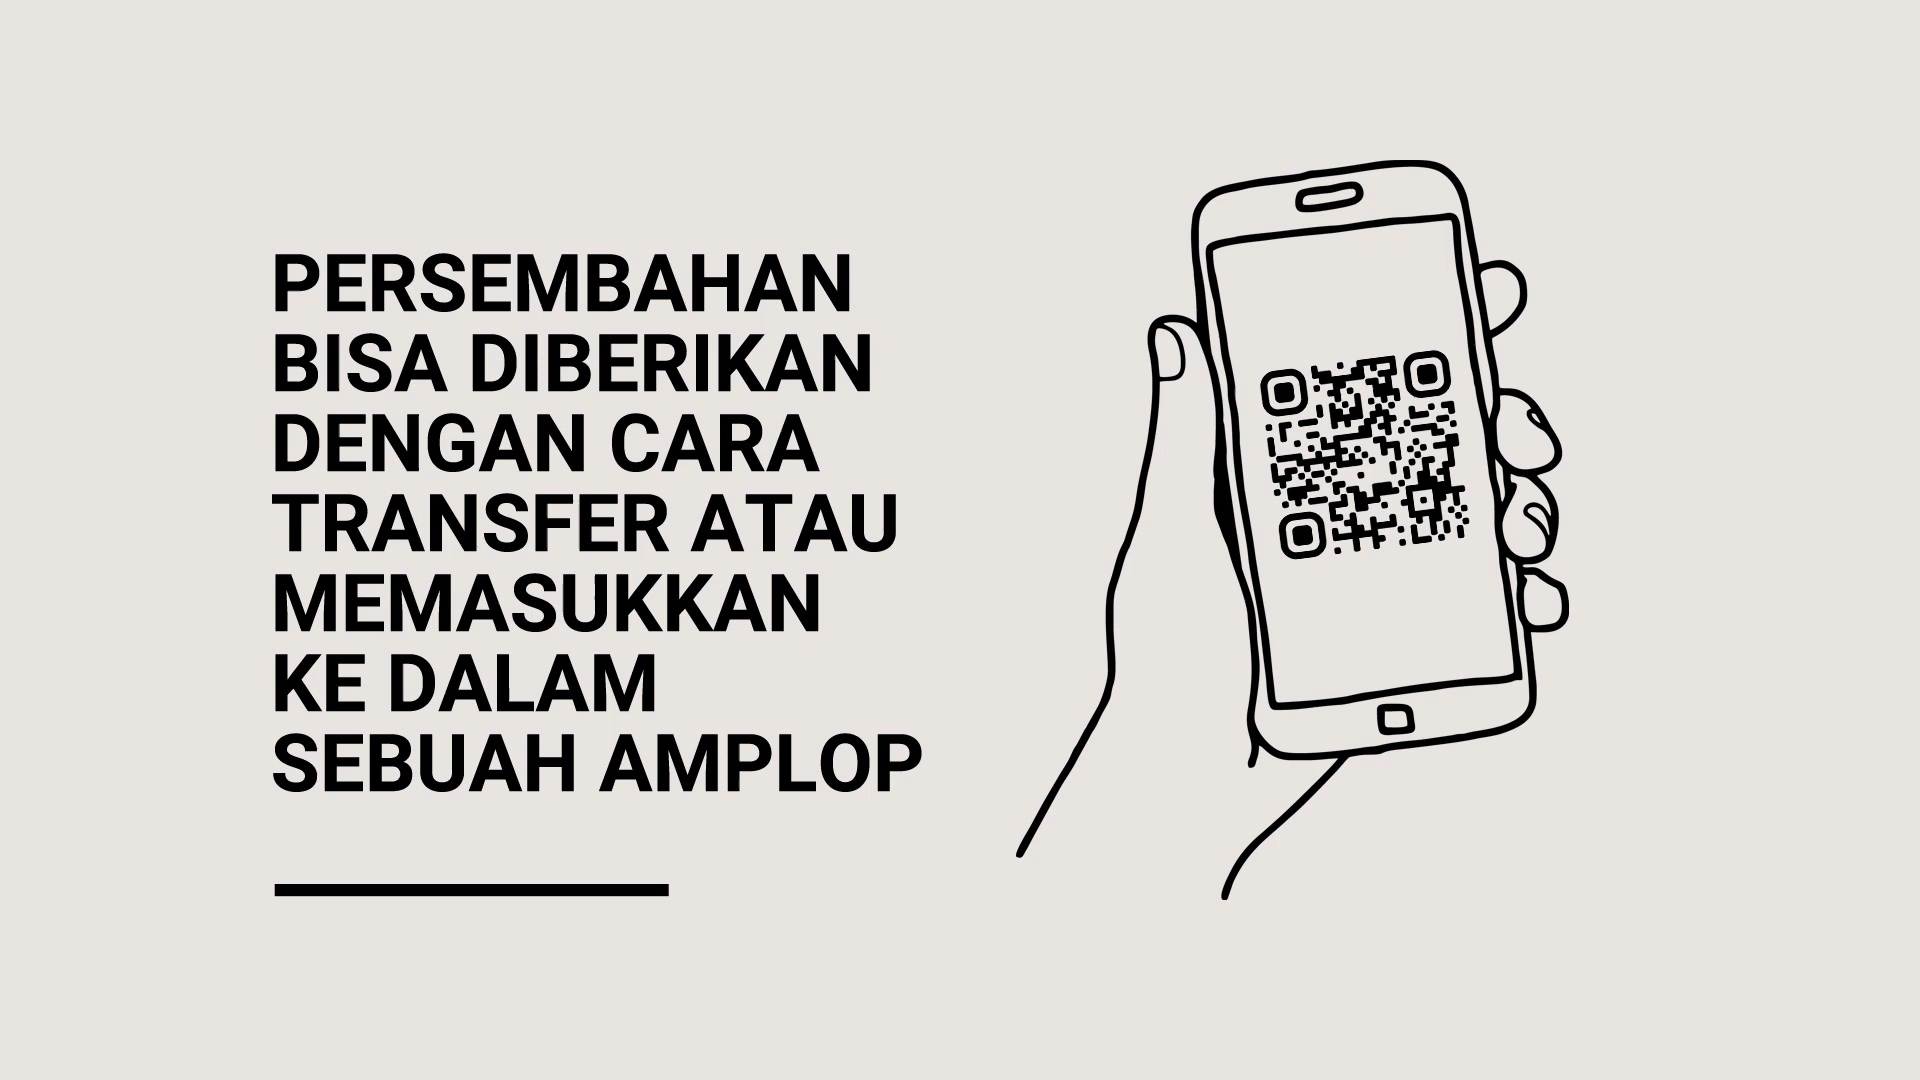 PERSEMBAHAN
BISA DIBERIKAN
DENGAN CARA
TRANSFER ATAU
MEMASUKKAN
KE DALAM
SEBUAH AMPLOP